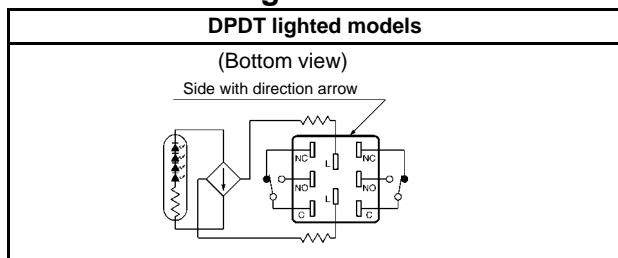 DPDT lighted models
(Bottom view)
Side with direction arrow
NC
NC
L
NO
NO
L
C
C